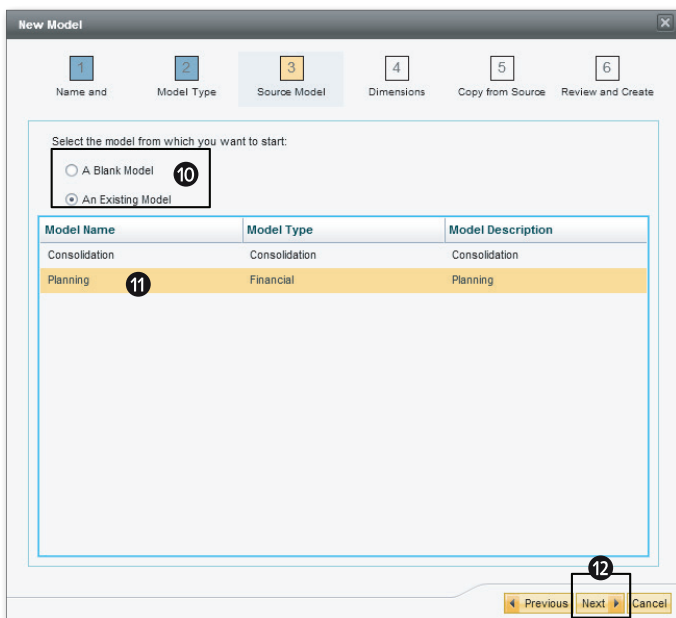 New Model
1 2 3 4 5 6
Name and Model Type Source Model Dimensions Copy from Source Review and Create
Select the model from which you want to start:
A Blank Model 10
An Existing Model
Model Name Model Type Model Description
Consolidation Consolidation Consolidation
Planning 11 Financial Planning
12
Previous Next Cancel